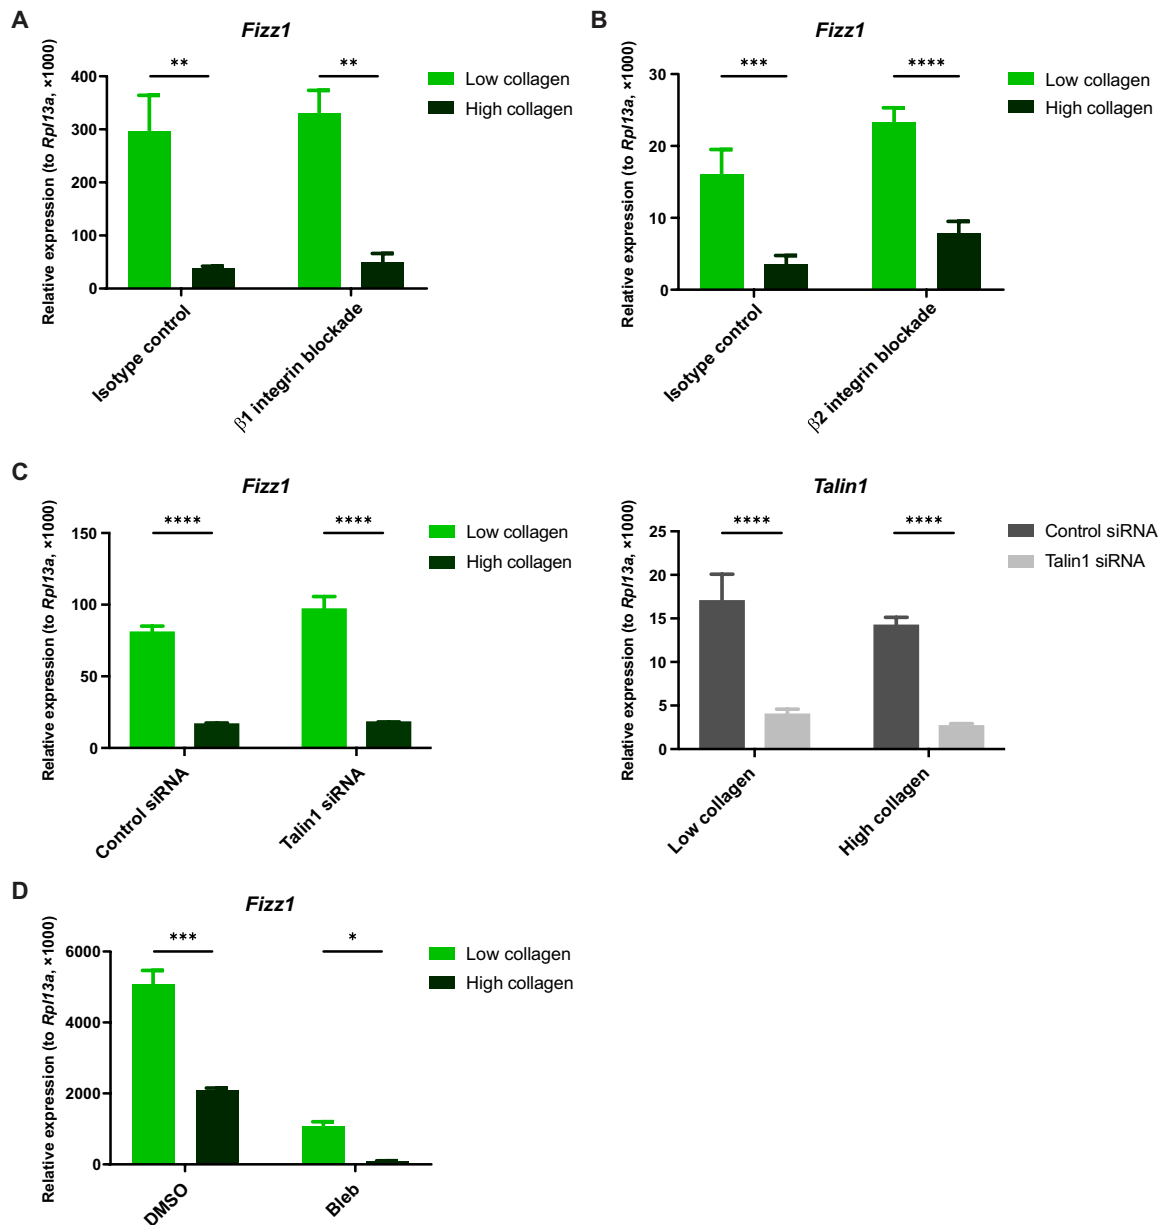 A
Fizz1
** **
Low collagen
High collagen
Relative expression (to Rpl13a, ×1000)
400
300
200
100
0
Isotype control
β1 integrin blockade
B
Fizz1
*** ****
Low collagen
High collagen
Relative expression (to Rpl13a, ×1000)
30
20
10
0
Isotype control
β2 integrin blockade
C
Fizz1
**** ****
Low collagen
High collagen
Relative expression (to Rpl13a, ×1000)
150
100
50
0
Control siRNA
Talin1 siRNA
Talin1
**** ****
Control siRNA
Talin1 siRNA
Relative expression (to Rpl13a, ×1000)
25
20
15
10
5
0
Low collagen
High collagen
D
Fizz1
*** *
Low collagen
High collagen
Relative expression (to Rpl13a, ×1000)
6000
4000
2000
0
DMSO
Bleb